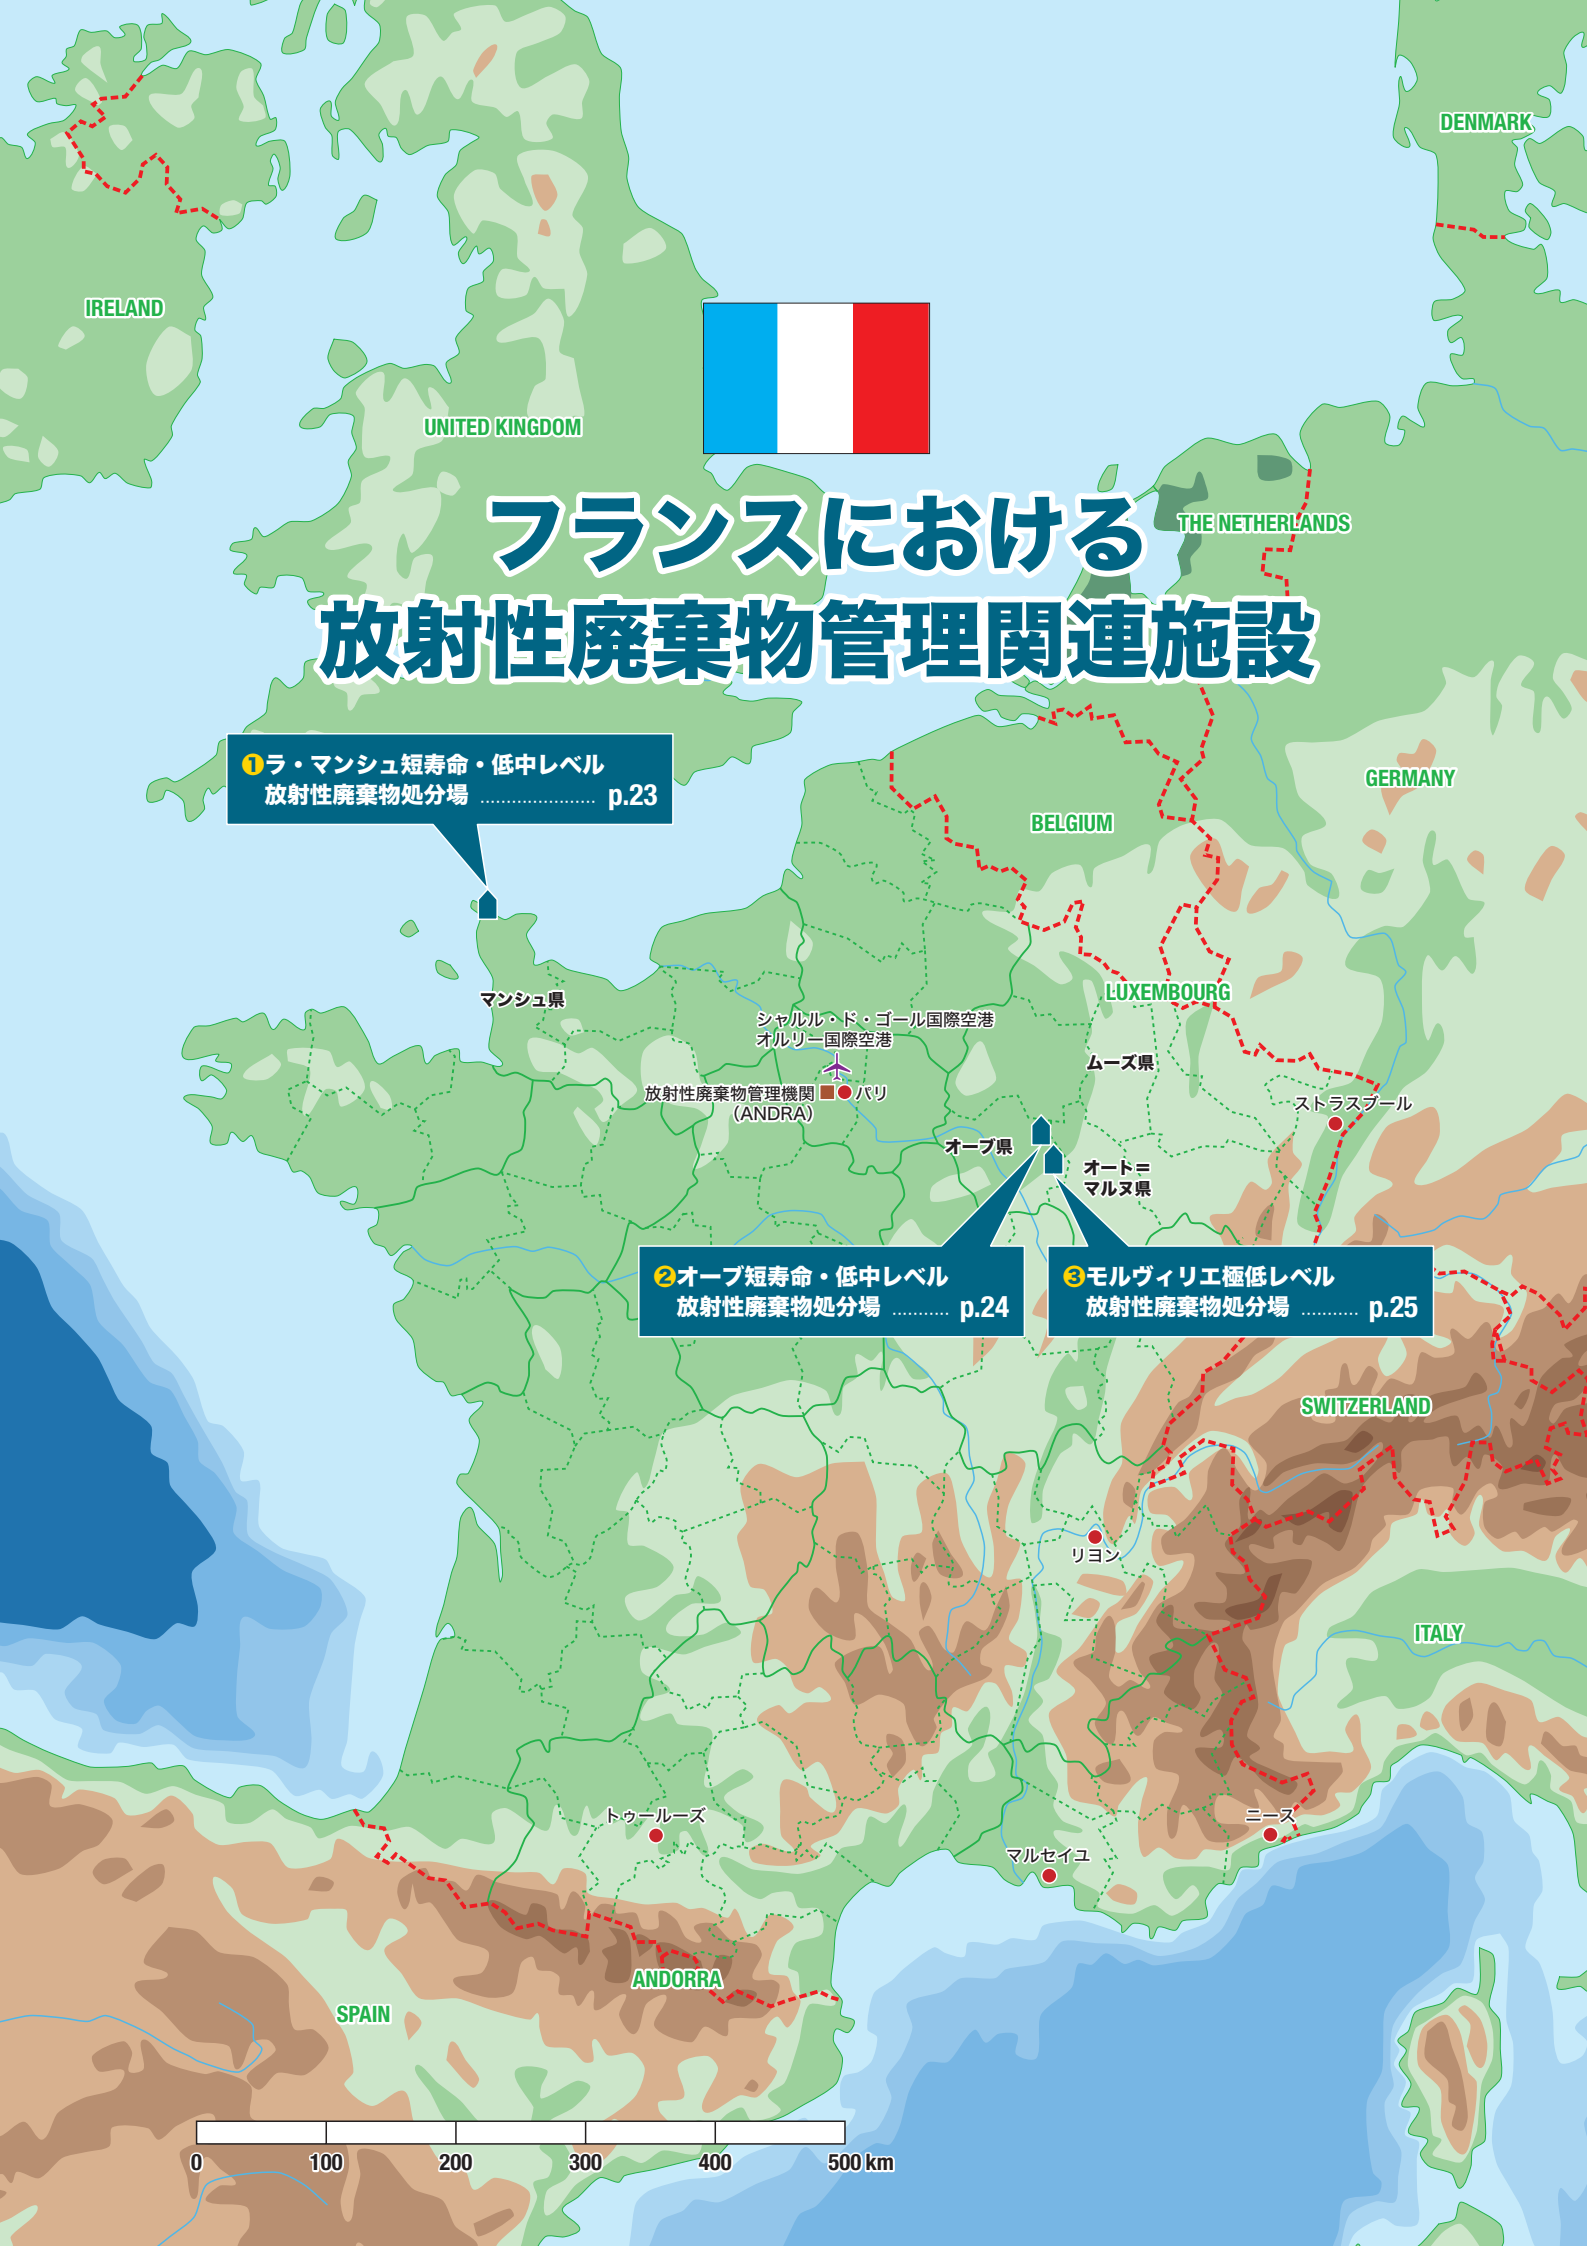 DENMARK
IRELAND
UNITED KINGDOM
フランスにおける
THE NETHERLANDS
放射性廃棄物管理関連施設
❶ラ・マンシュ短寿命・低中レベル
放射性廃棄物処分場 ...................... p.23
GERMANY
BELGIUM
マンシュ県
LUXEMBOURG
シャルル・ド・ゴール国際空港
オルリー国際空港
ムーズ県
放射性廃棄物管理機関
（ANDRA）
パリ
ストラスブール
オーブ県
オート＝
マルヌ県
❷オーブ短寿命・低中レベル
放射性廃棄物処分場 ........... p.24
❸モルヴィリエ極低レベル
放射性廃棄物処分場 ........... p.25
SWITZERLAND
リヨン
ITALY
トゥールーズ
ニース
マルセイユ
ANDORRA
SPAIN
0 100 200 300 400 500 km